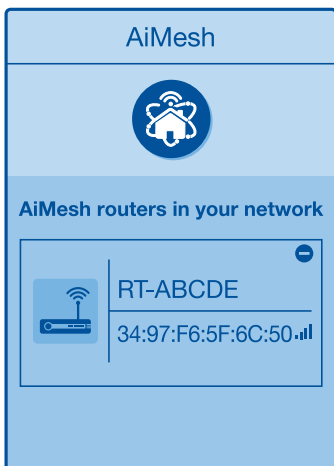 AiMesh
AiMesh routers in your network
RT-ABCDE
34:97:F6:5F:6C:50